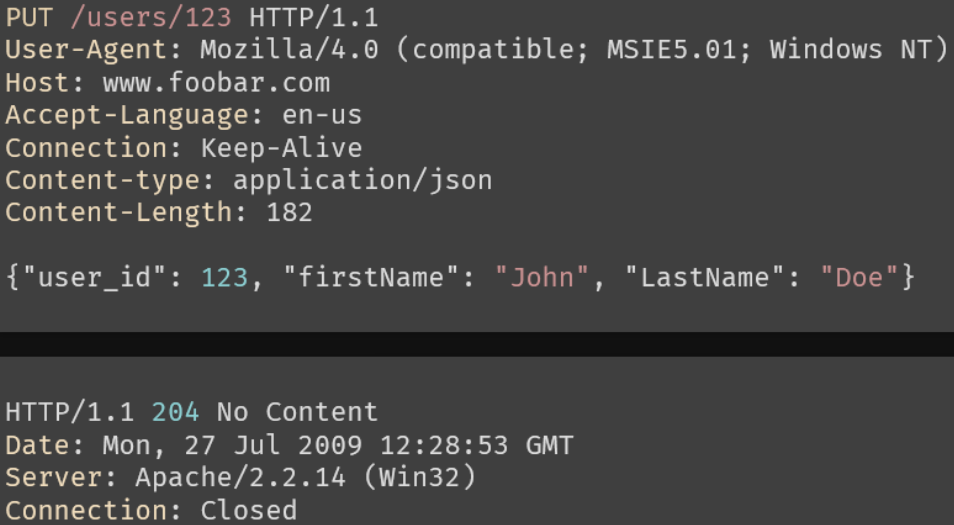 PUT /users/123 HTTP/1.1
User-Agent: Mozilla/4.0 (compatible; MSIE5.01; Windows NT)
Host: www.foobar.com
Accept-Language: en-us
Connection: Keep-Alive
Content-type: application/json
Content-Length: 182
{"user_id": 123, "firstName": "John", "LastName": "Doe"}
HTTP/1.1 204 No Content
Date: Mon, 27 Jul 2009 12:28:53 GMT
Server: Apache/2.2.14 (Win32)
Connection: Closed